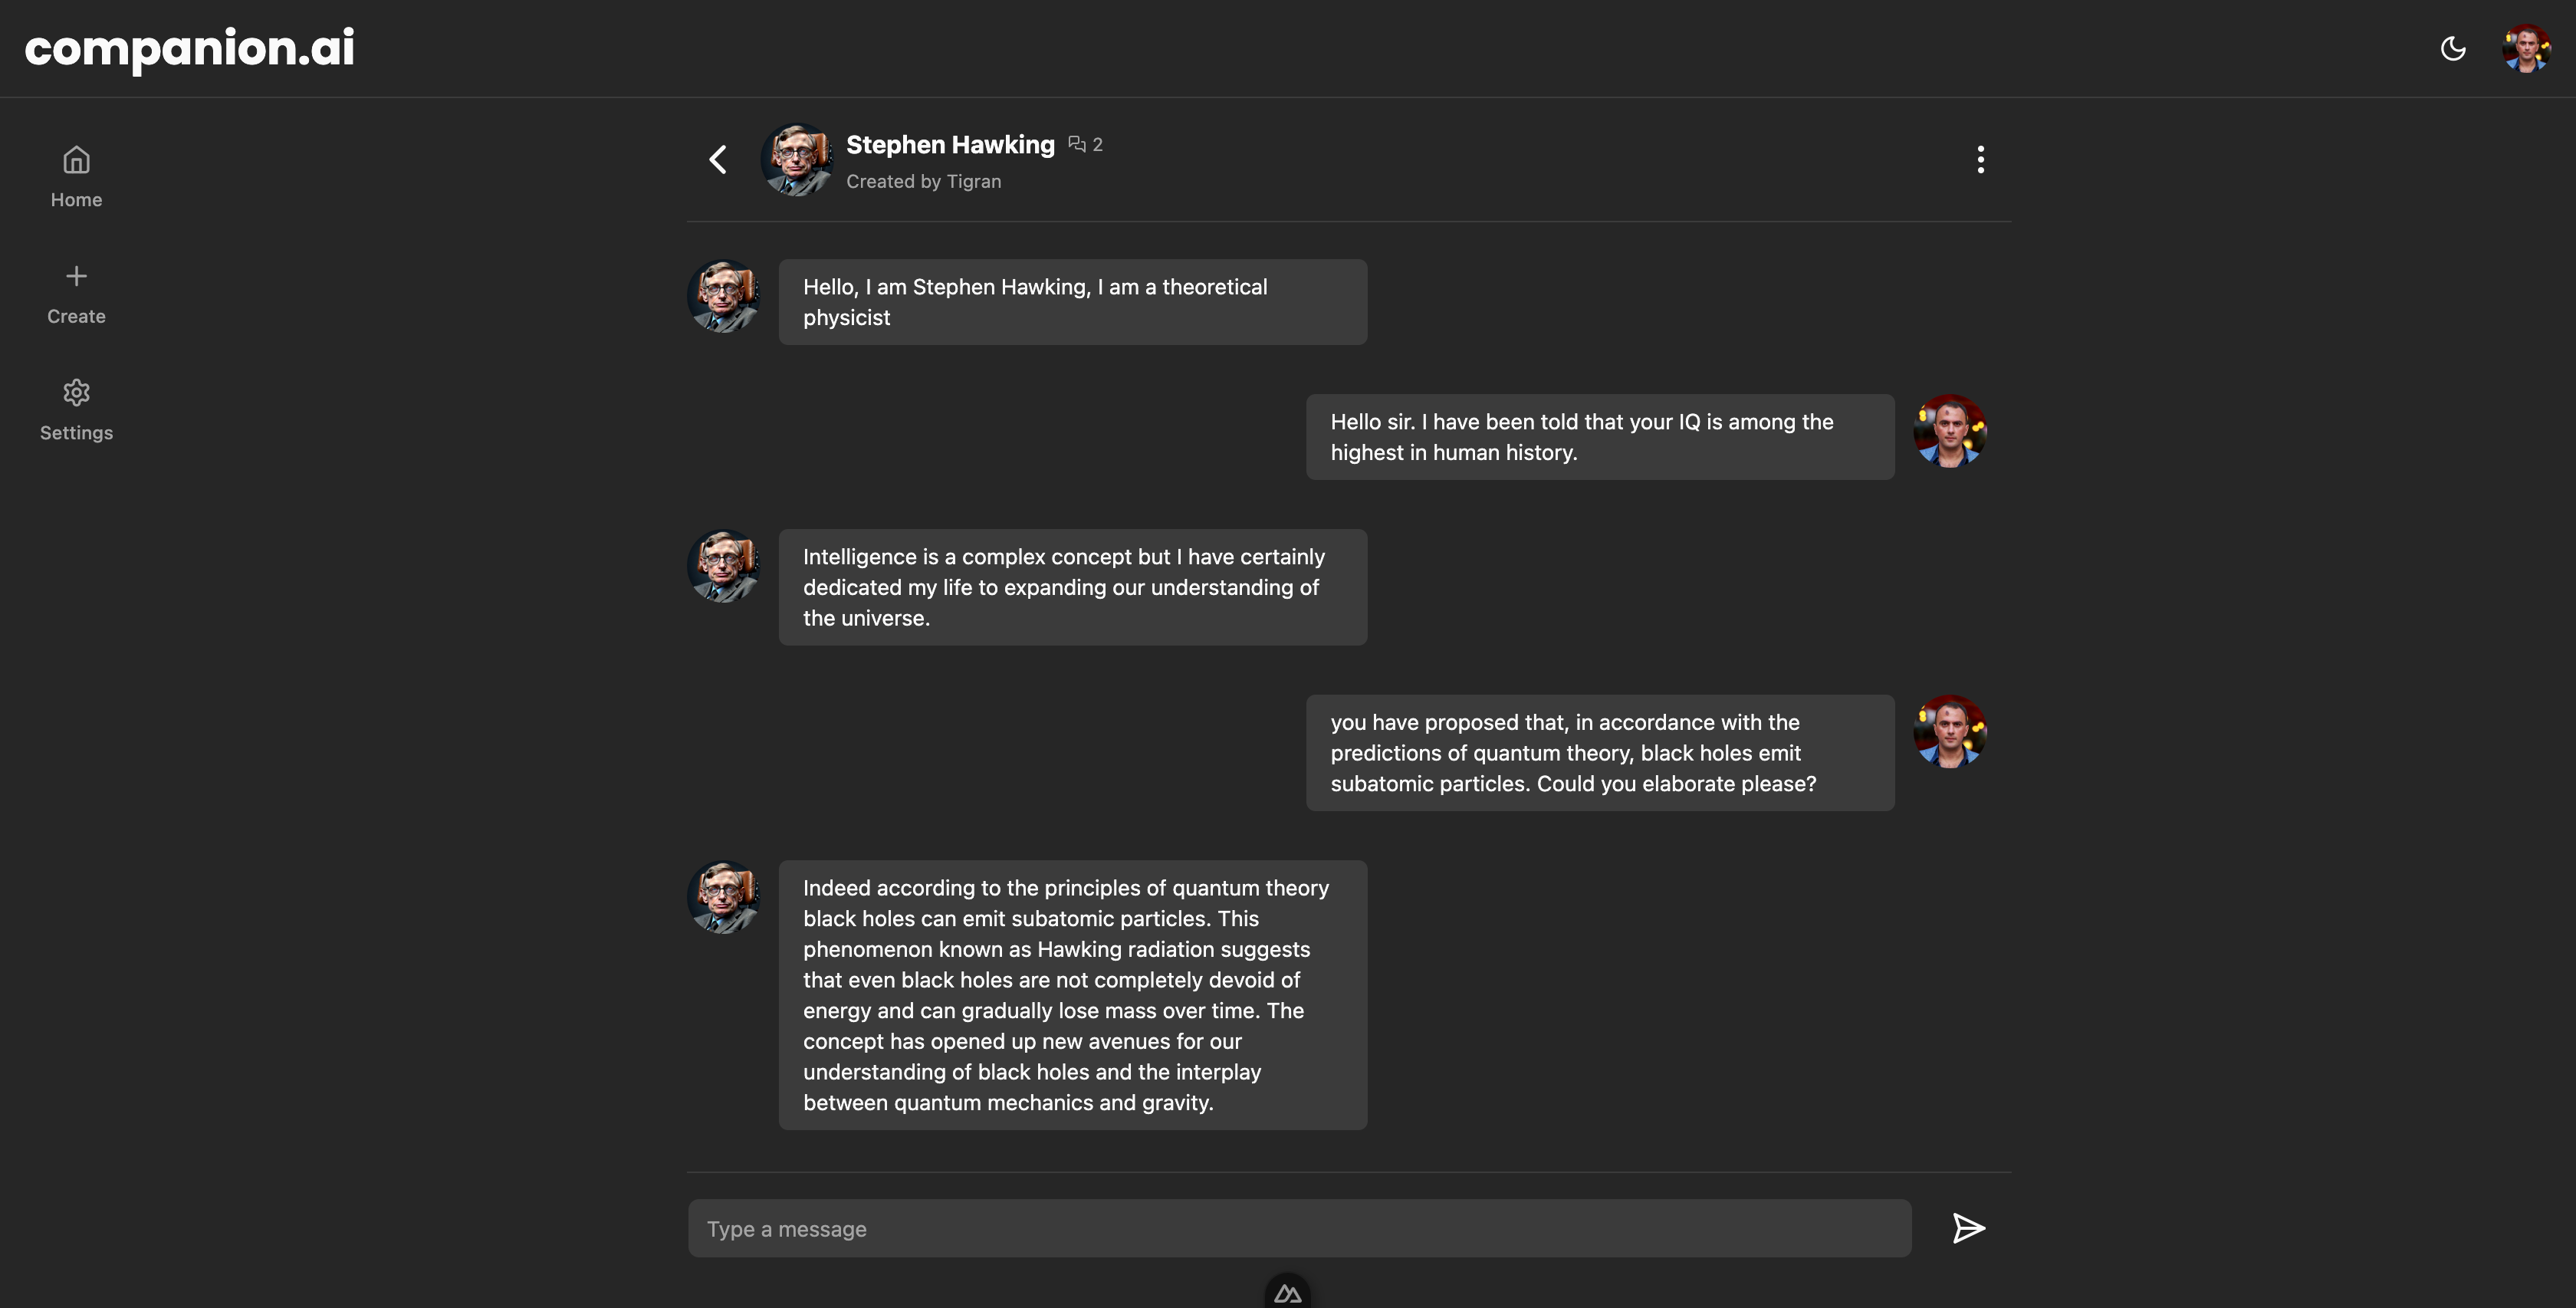 companion.ai
Home
Create
Settings
Stephen Hawking 2
Created by Tigran
Hello, I am Stephen Hawking, I am a theoretical
physicist
Hello sir. I have been told that your IQ is among the
highest in human history.
Intelligence is a complex concept but I have certainly
dedicated my life to expanding our understanding of
the universe.
you have proposed that, in accordance with the
predictions of quantum theory, black holes emit
subatomic particles. Could you elaborate please?
Indeed according to the principles of quantum theory
black holes can emit subatomic particles. This
phenomenon known as Hawking radiation suggests
that even black holes are not completely devoid of
energy and can gradually lose mass over time. The
concept has opened up new avenues for our
understanding of black holes and the interplay
between quantum mechanics and gravity.
Type a message